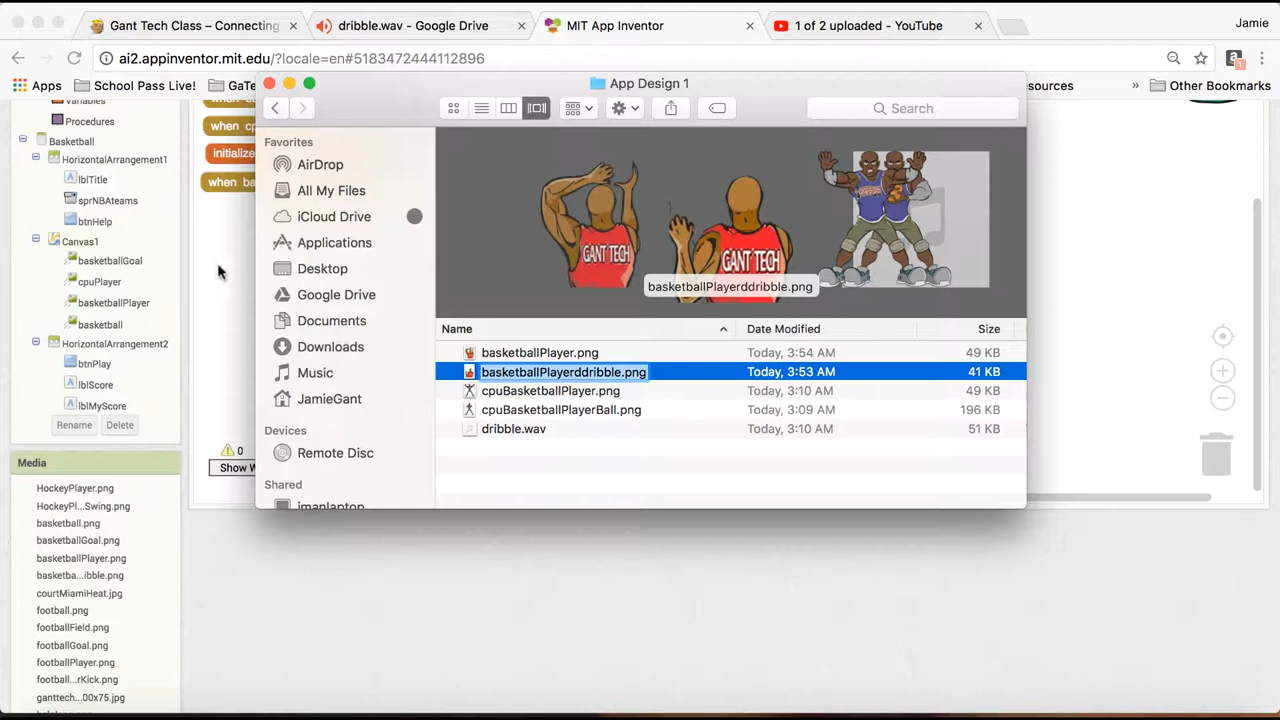 Gant Tech Class – Connecting
dribble.wav - Google Drive
MIT App Inventor
1 of 2 uploaded - YouTube
Jamie
ai2.appinventor.mit.edu/?locale=en#5183472444112896
Apps
School Pass Live!
Other Bookmarks
App Design 1
Search
Variables
Procedures
Basketball
HorizontalArrangement1
lblTitle
sprNBAteams
btnHelp
Canvas1
basketballGoal
cpuPlayer
basketballPlayer
basketball
HorizontalArrangement2
btnPlay
lblScore
lblMyScore
Rename
Delete
0
Media
HockeyPlayer.png
HockeyPl...Swing.png
basketball.png
basketballGoal.png
basketballPlayer.png
basketba...ibble.png
courtMiamiHeat.jpg
football.png
footballField.png
footballGoal.png
footballPlayer.png
football...rKick.png
ganttech...00x75.jpg
Favorites
AirDrop
All My Files
iCloud Drive
Applications
Desktop
Google Drive
Documents
Downloads
Music
JamieGant
Devices
Remote Disc
Shared
imanlaptop
GANT TECH
GANT TECH
basketballPlayerddribble.png
Name
Date Modified
Size
basketballPlayer.png
Today, 3:54 AM
49 KB
basketballPlayerddribble.png
Today, 3:53 AM
41 KB
cpuBasketballPlayer.png
Today, 3:10 AM
49 KB
cpuBasketballPlayerBall.png
Today, 3:09 AM
196 KB
dribble.wav
Today, 3:10 AM
51 KB